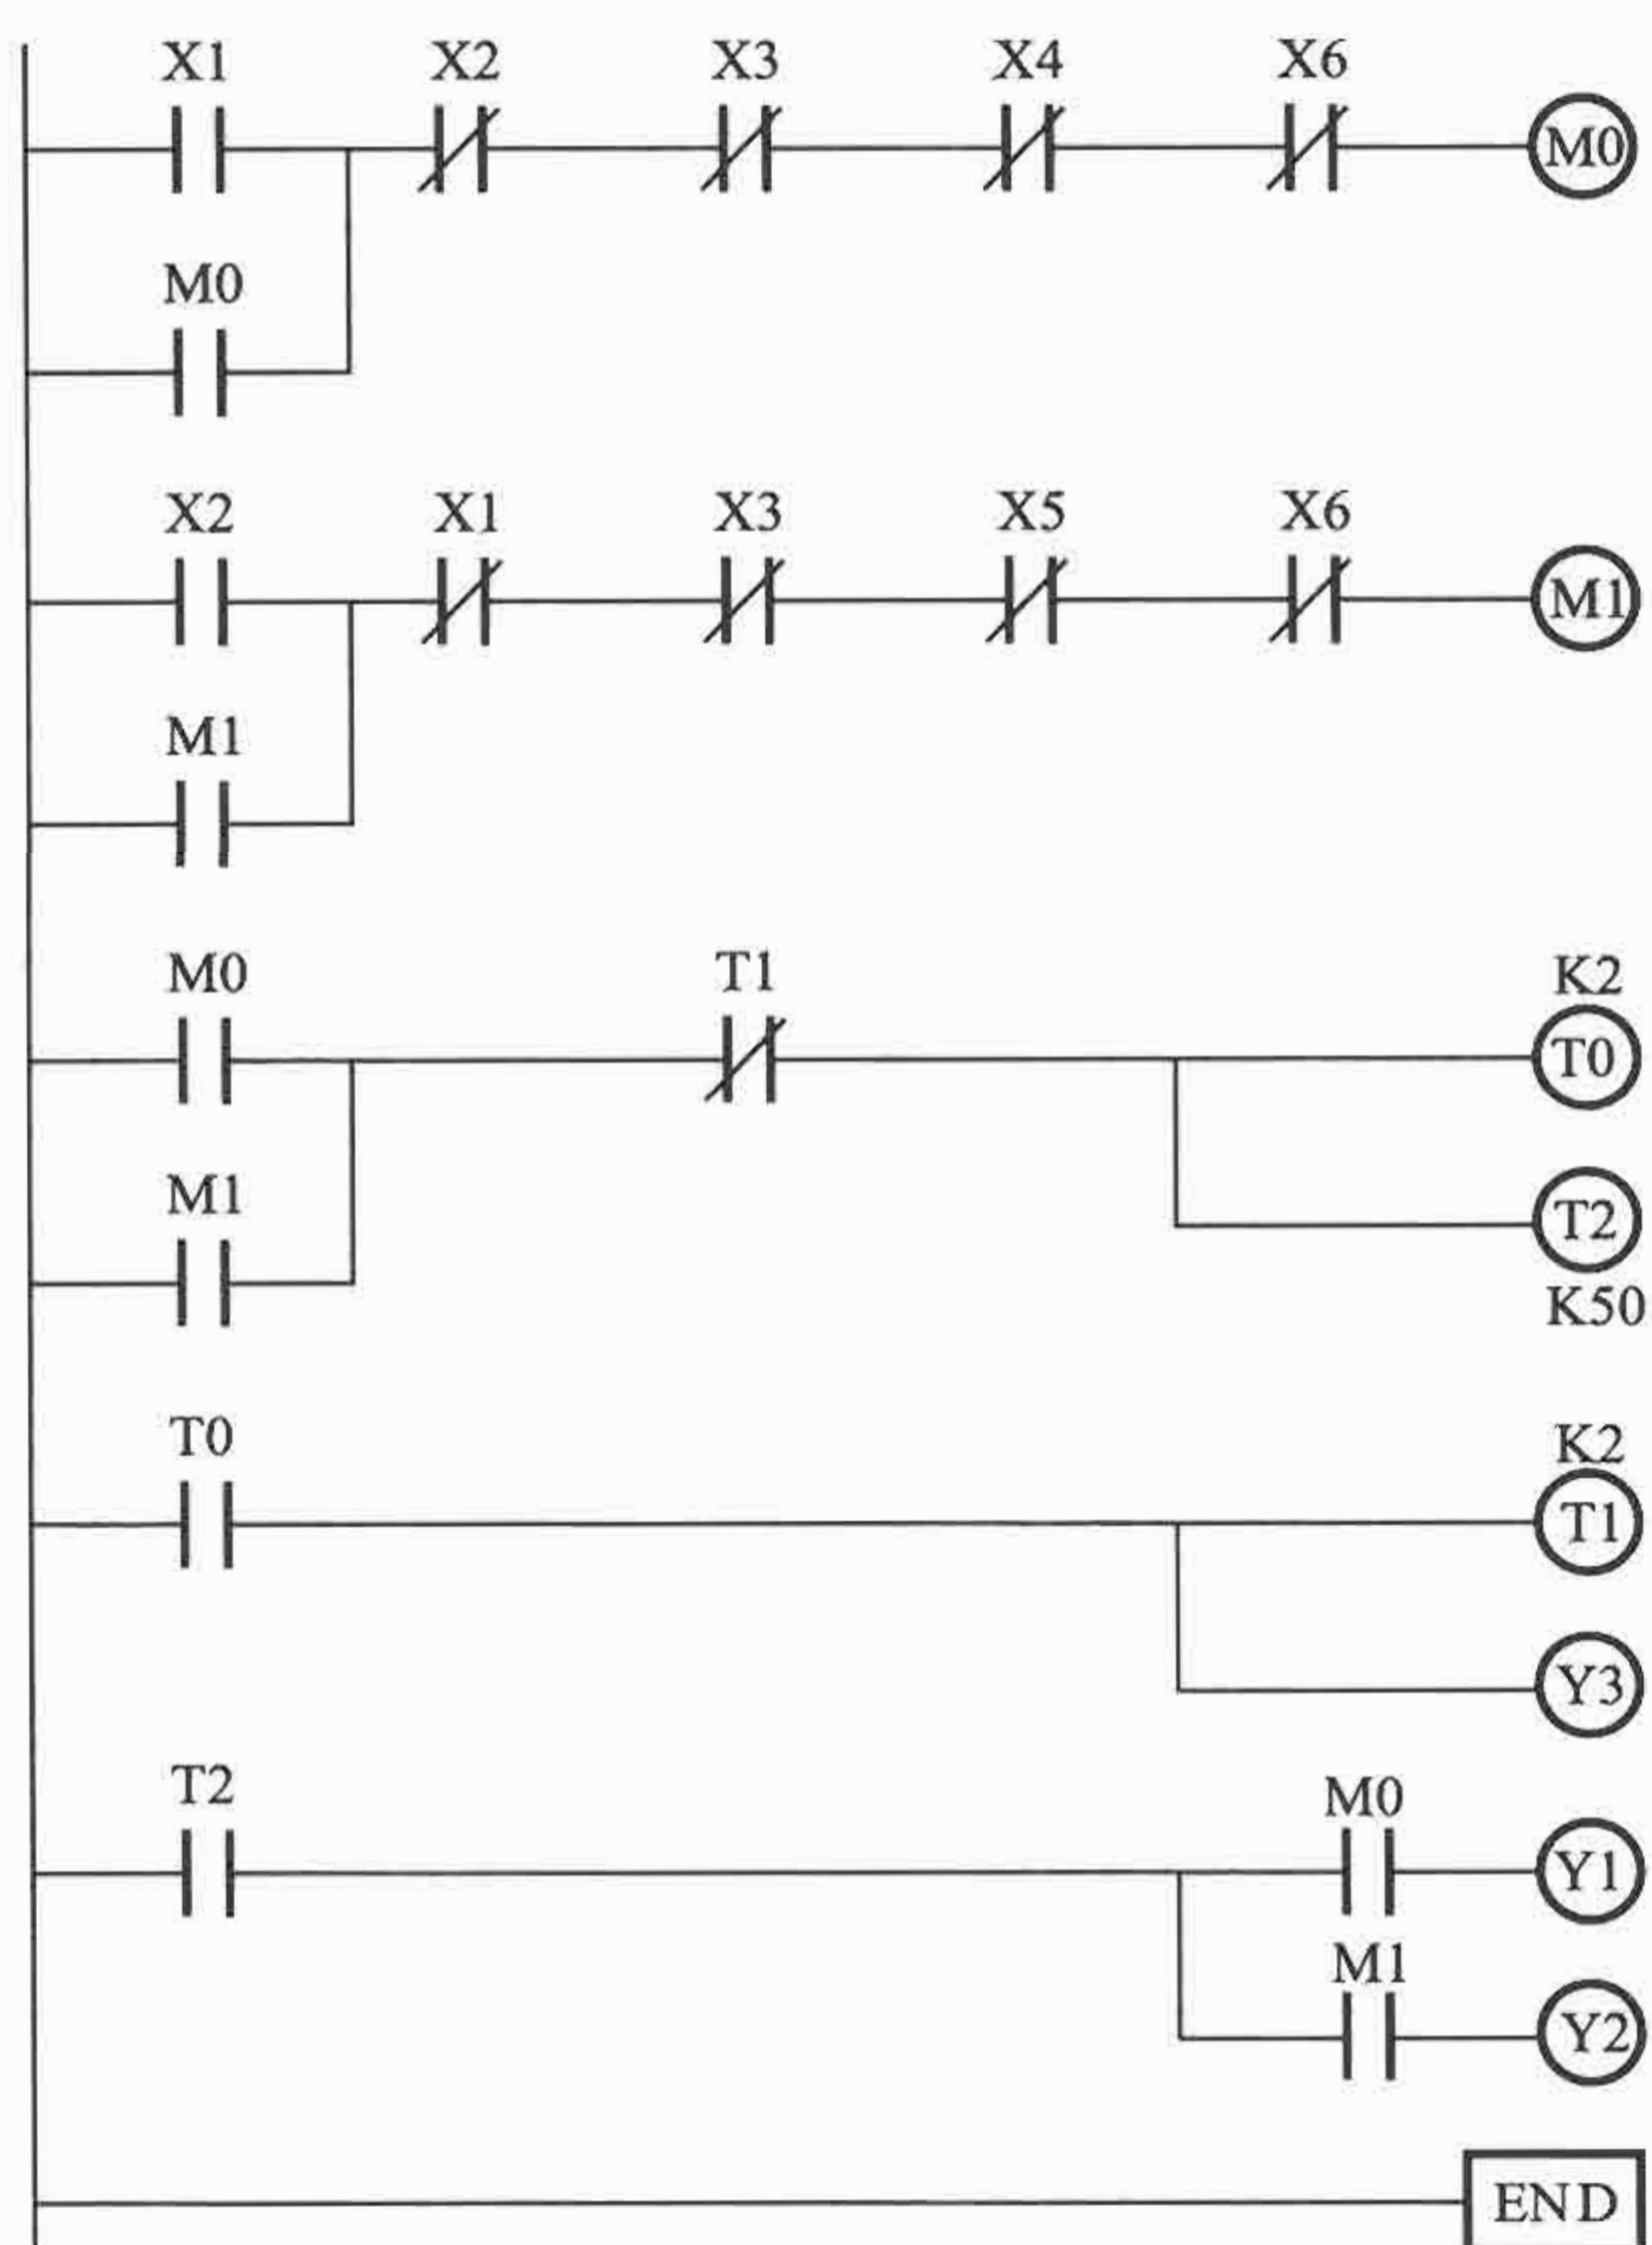 X1 X2 X3 X4 X6
M0
M0
X2 X1 X3 X5 X6
M1
M1
M0 T1 K2
T0
M1
T2
K50
T0 K2
T1
Y3
T2 M0
Y1
M1
Y2
END